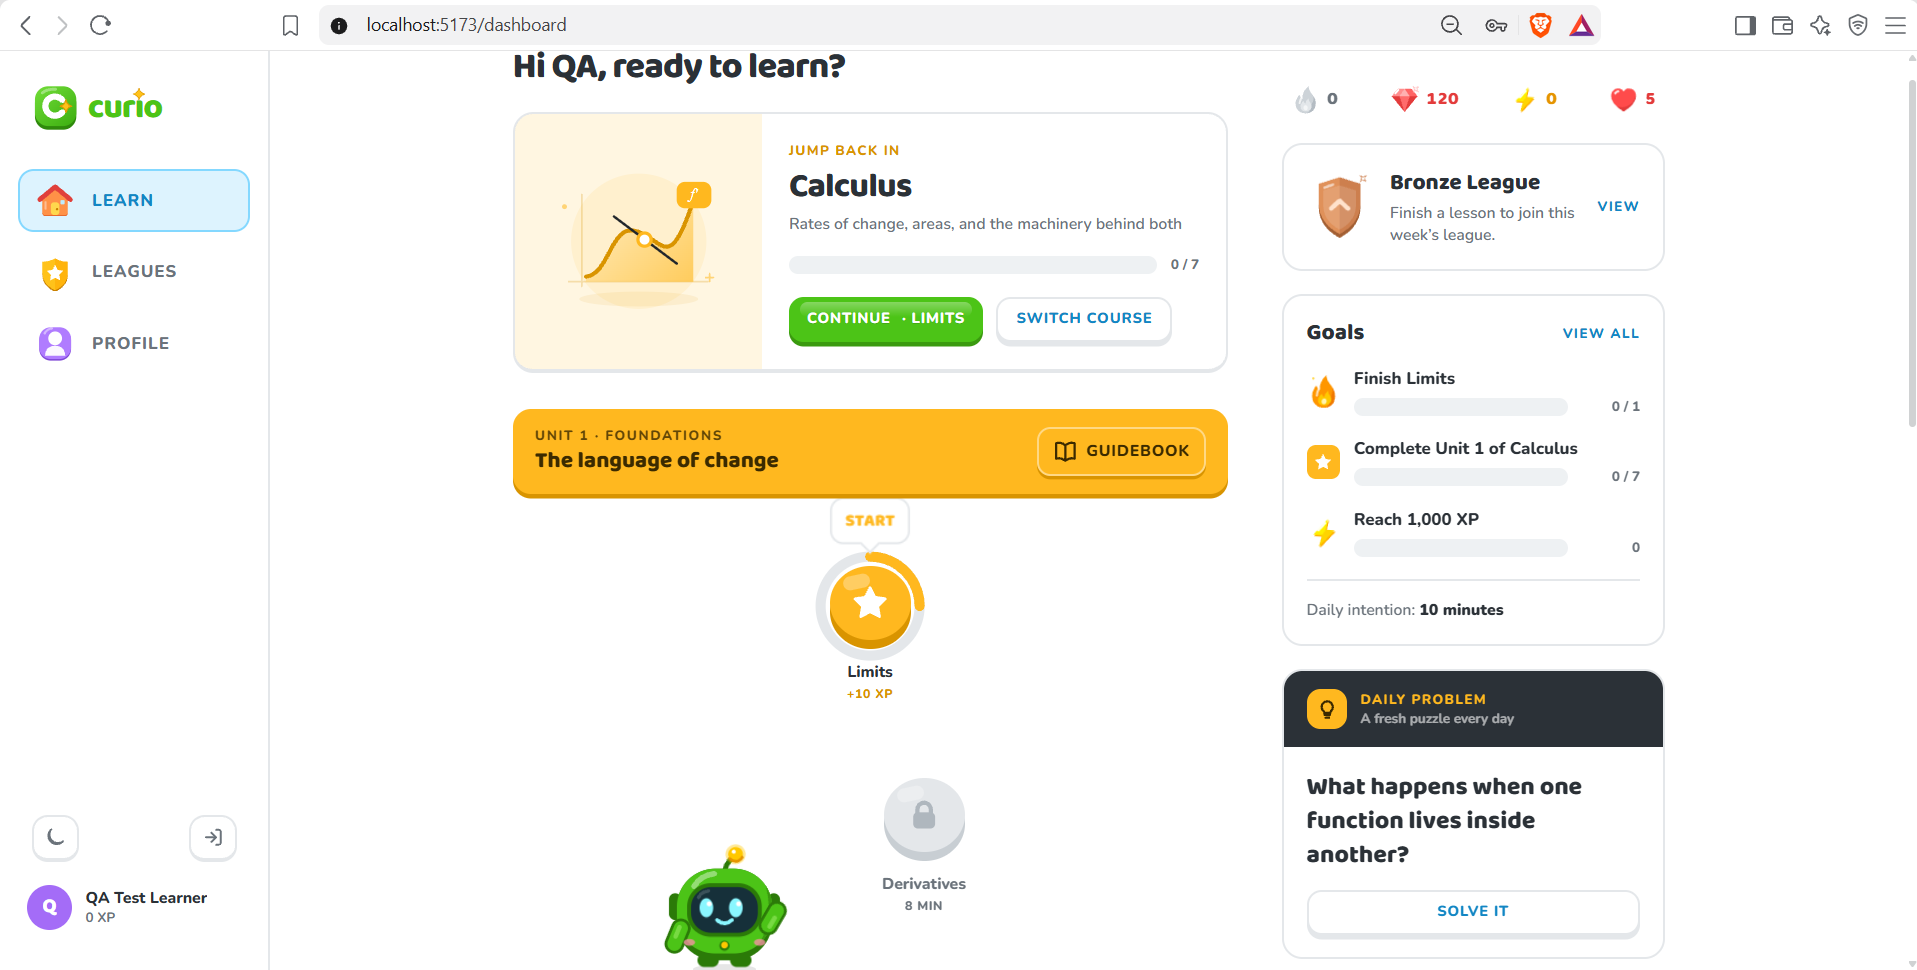 localhost:5173/dashboard
curio
LEARN
LEAGUES
PROFILE
QA Test Learner
0 XP
Q
Hi QA, ready to learn?
JUMP BACK IN
Calculus
Rates of change, areas, and the machinery behind both
0 / 7
CONTINUE · LIMITS
SWITCH COURSE
f′
UNIT 1 · FOUNDATIONS
The language of change
GUIDEBOOK
START
Limits
+10 XP
Derivatives
8 MIN
0
120
0
5
Bronze League
Finish a lesson to join this
week's league.
VIEW
Goals
VIEW ALL
Finish Limits
0 / 1
Complete Unit 1 of Calculus
0 / 7
Reach 1,000 XP
0
Daily intention: 10 minutes
DAILY PROBLEM
A fresh puzzle every day
What happens when one
function lives inside
another?
SOLVE IT